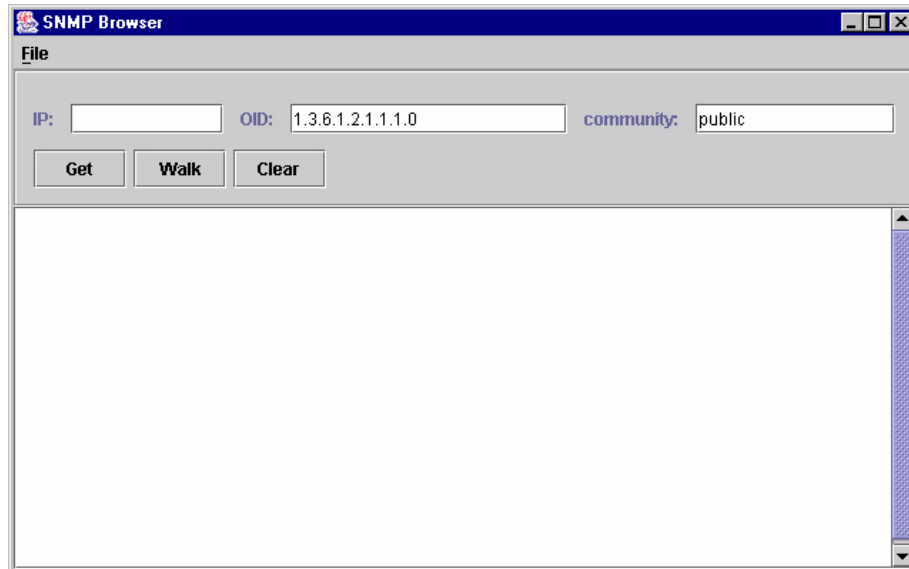 SNMP Browser
File
IP: OID: 1.3.6.1.2.1.1.1.0 community: public
Get Walk Clear